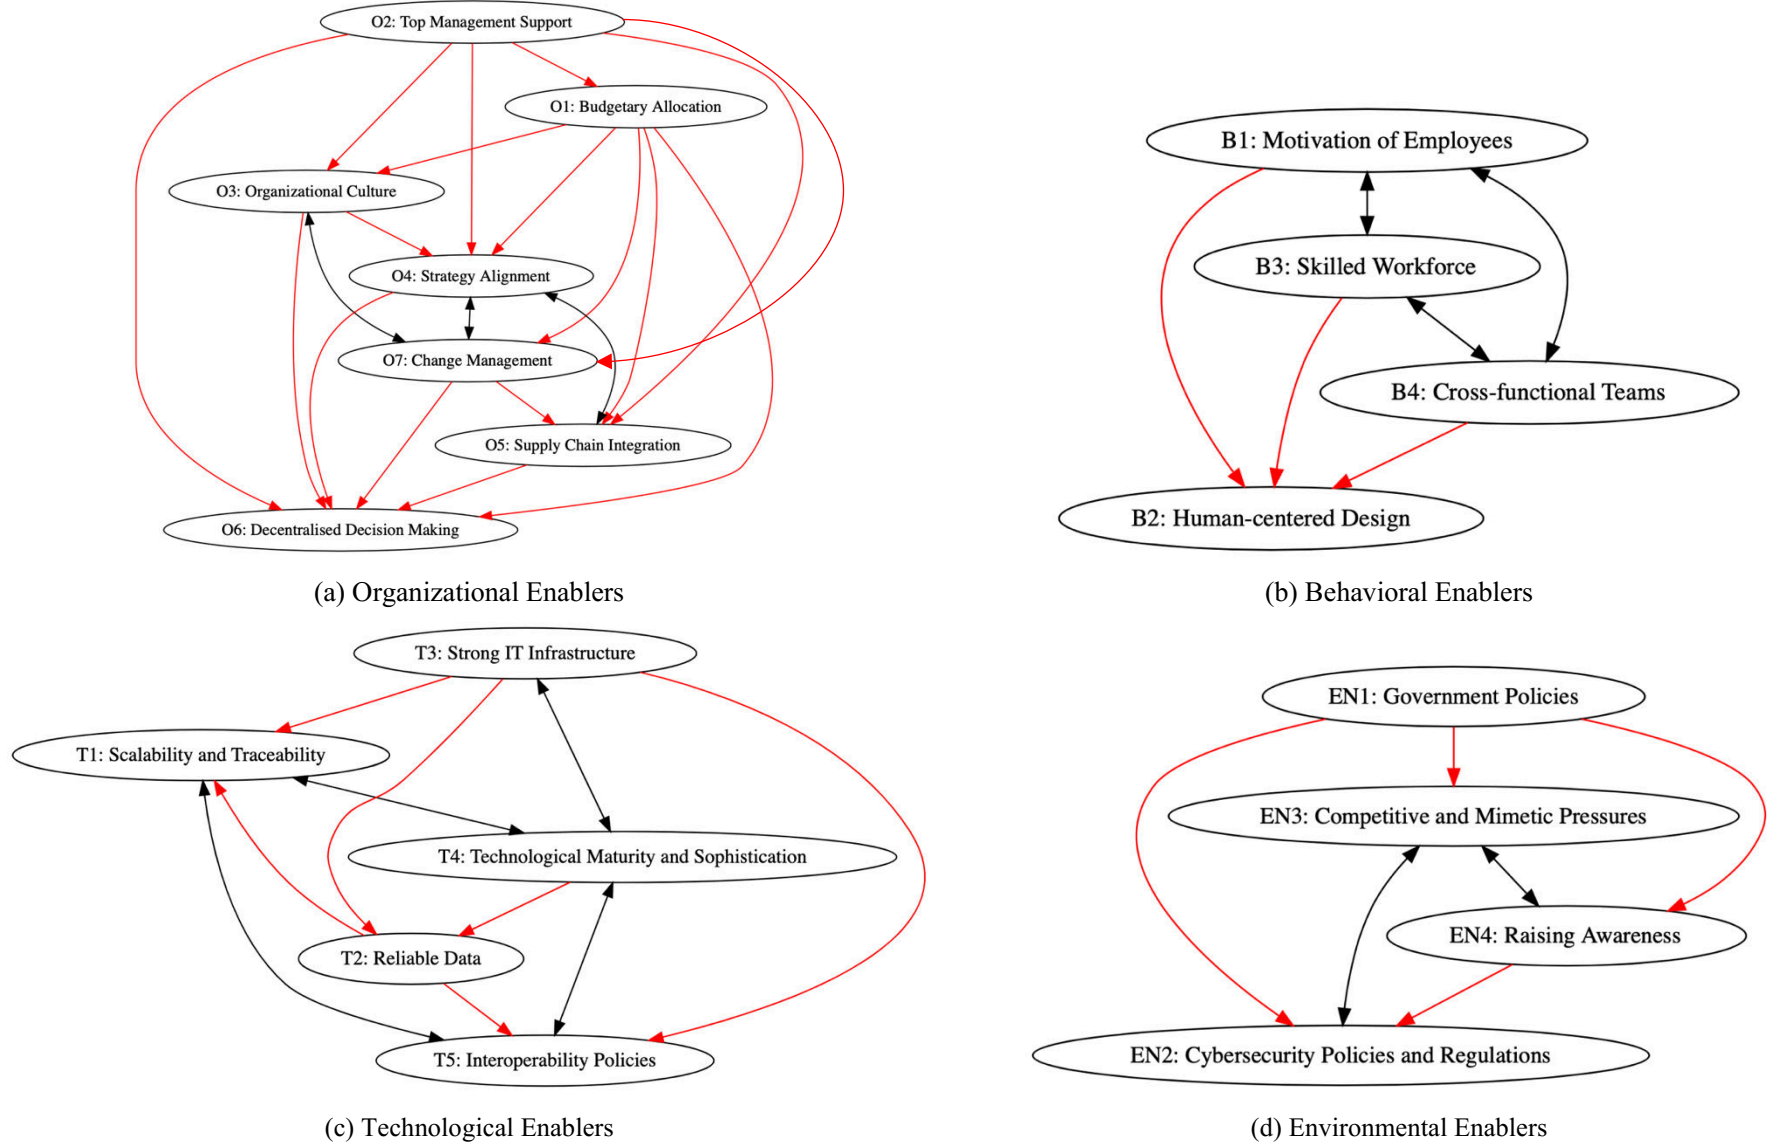 O2: Top Management Support
O1: Budgetary Allocation
O3: Organizational Culture
O4: Strategy Alignment
O7: Change Management
O5: Supply Chain Integration
O6: Decentralised Decision Making
(a) Organizational Enablers
B1: Motivation of Employees
B3: Skilled Workforce
B4: Cross-functional Teams
B2: Human-centered Design
(b) Behavioral Enablers
T3: Strong IT Infrastructure
T1: Scalability and Traceability
T4: Technological Maturity and Sophistication
T2: Reliable Data
T5: Interoperability Policies
(c) Technological Enablers
EN1: Government Policies
EN3: Competitive and Mimetic Pressures
EN4: Raising Awareness
EN2: Cybersecurity Policies and Regulations
(d) Environmental Enablers